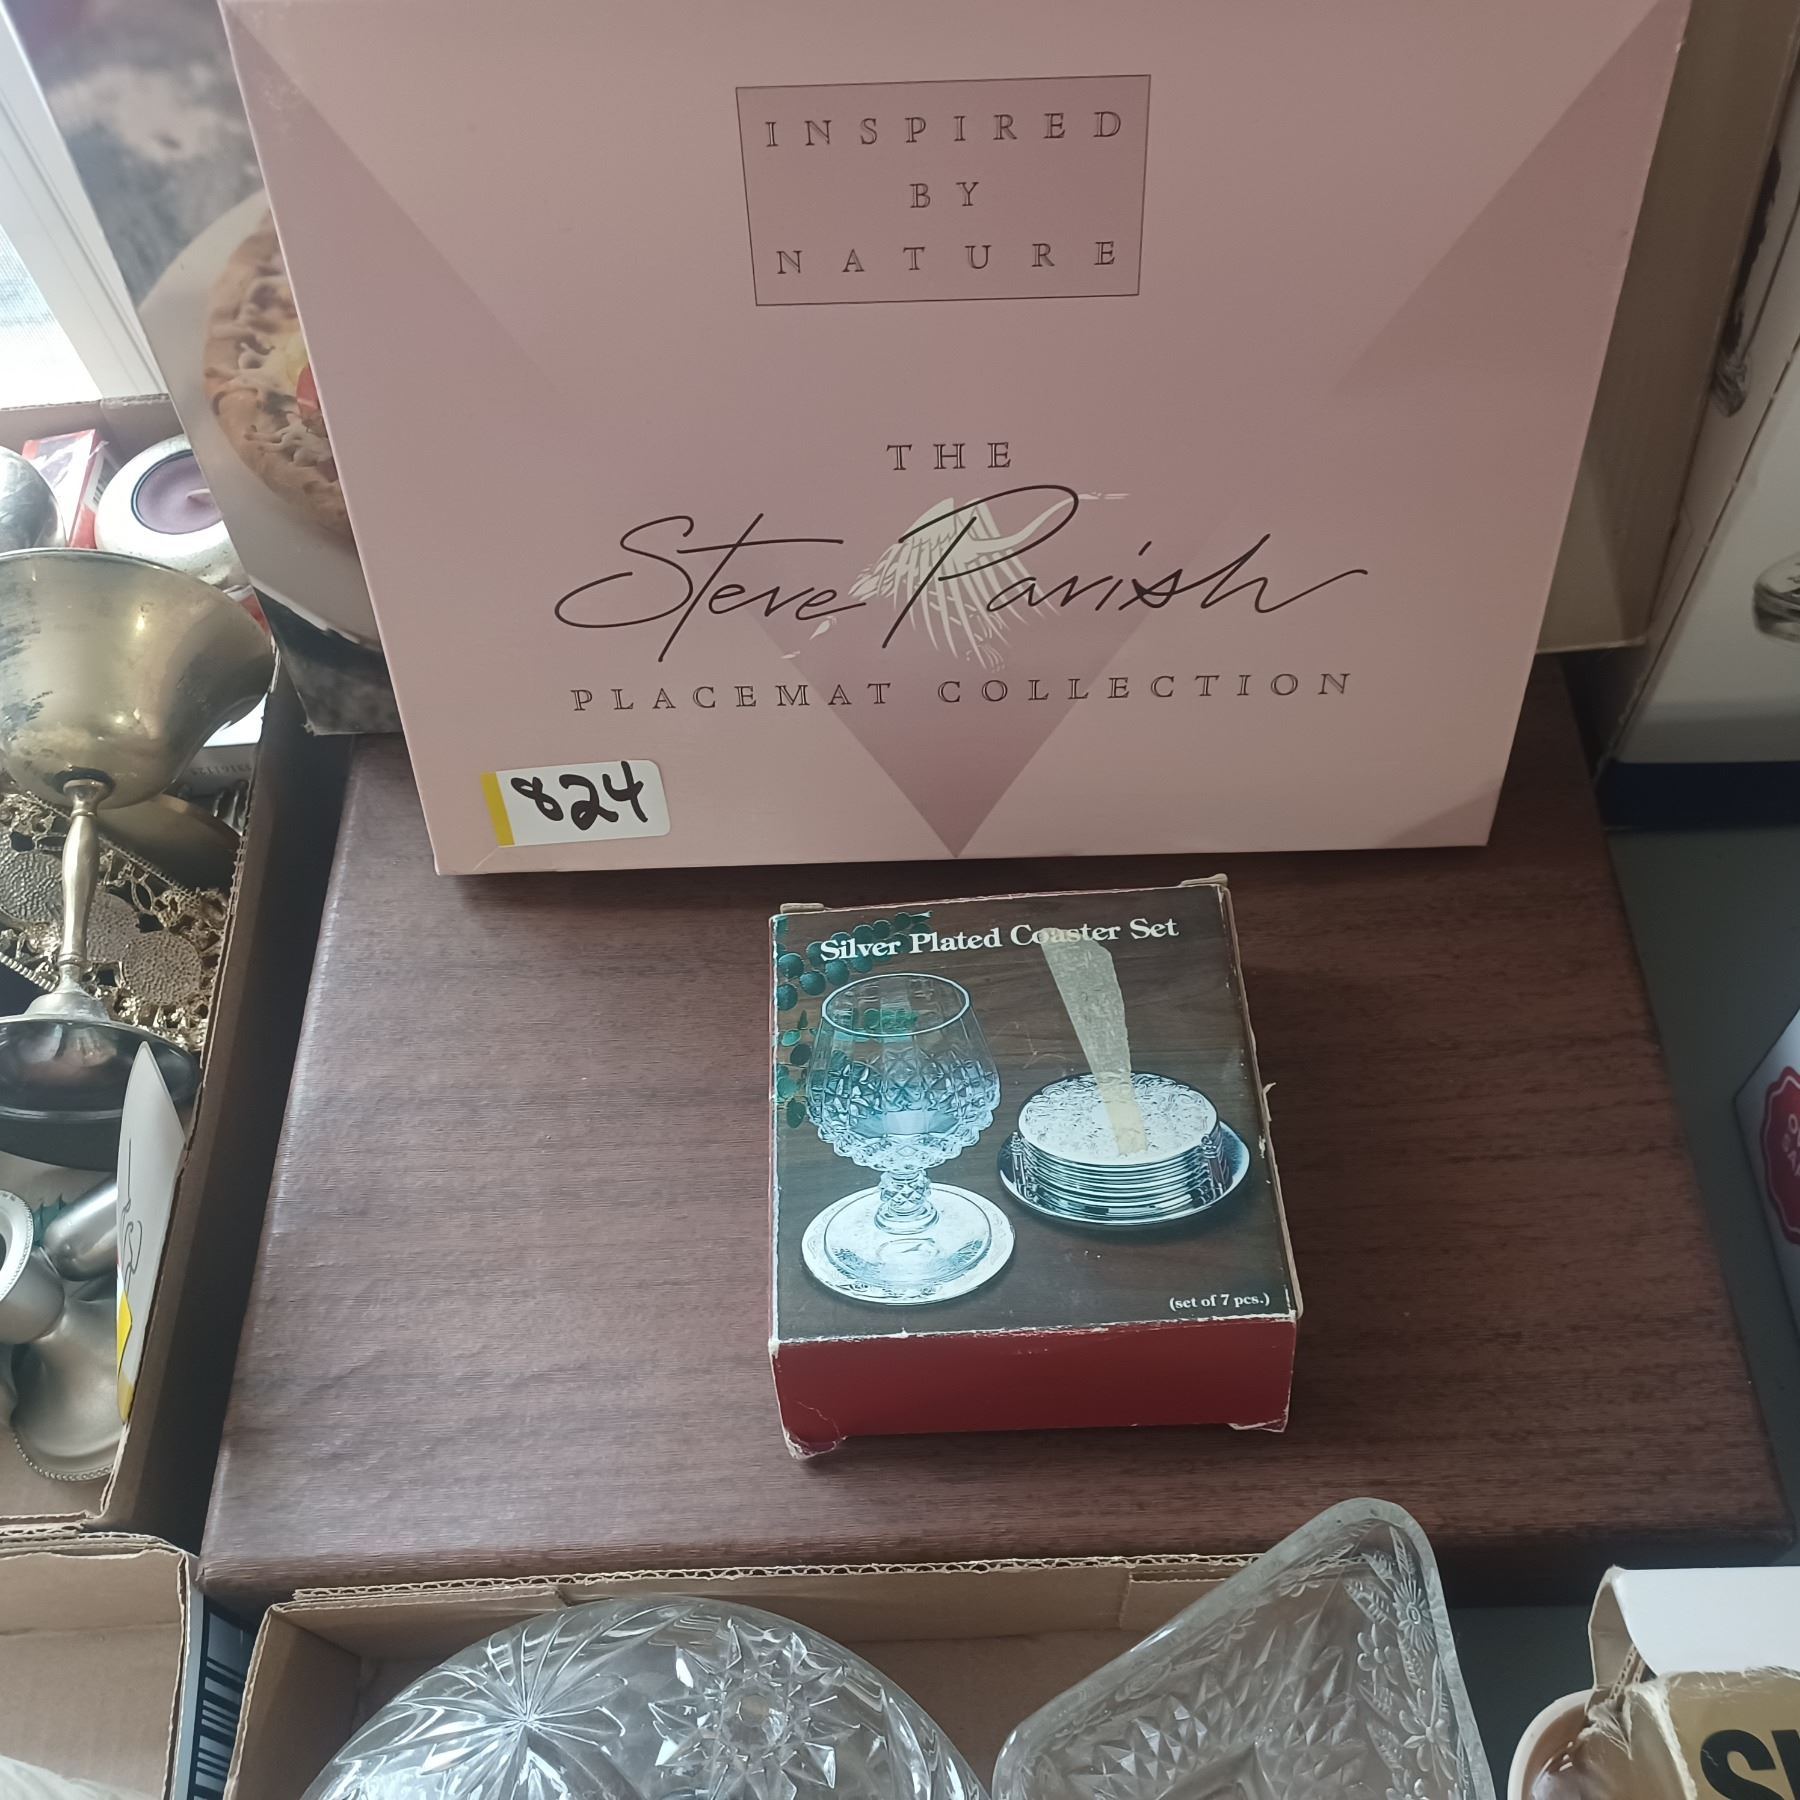 INSPIRED
BY
NATURE
THE
Steve Parish
PLACEMAT COLLECTION
824
Silver Plated Coaster Set
(set of 7 pcs.)